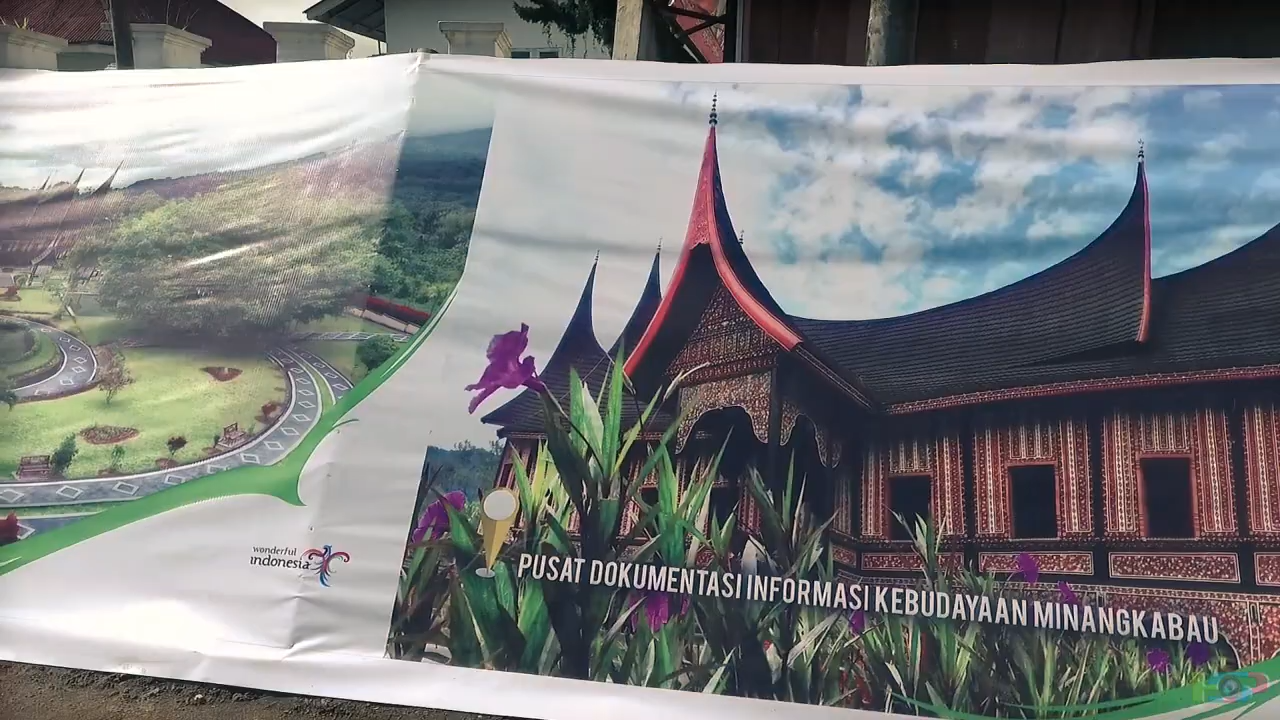 wonderful
indonesia
PUSAT DOKUMENTASI INFORMASI KEBUDAYAAN MINANGKABAU